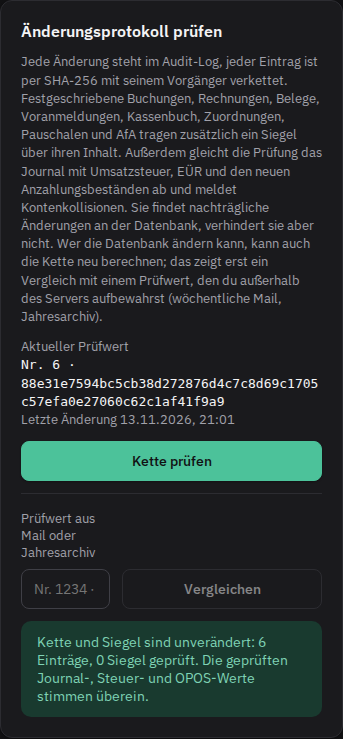 Änderungsprotokoll prüfen
Jede Änderung steht im Audit-Log, jeder Eintrag ist
per SHA-256 mit seinem Vorgänger verkettet.
Festgeschriebene Buchungen, Rechnungen, Belege,
Voranmeldungen, Kassenbuch, Zuordnungen,
Pauschalen und AfA tragen zusätzlich ein Siegel
über ihren Inhalt. Außerdem gleicht die Prüfung das
Journal mit Umsatzsteuer, EÜR und den neuen
Anzahlungsbeständen ab und meldet
Kontenkollisionen. Sie findet nachträgliche
Änderungen an der Datenbank, verhindert sie aber
nicht. Wer die Datenbank ändern kann, kann auch
die Kette neu berechnen; das zeigt erst ein
Vergleich mit einem Prüfwert, den du außerhalb
des Servers aufbewahrst (wöchentliche Mail,
Jahresarchiv).
Aktueller Prüfwert
Nr. 6 ·
88e31e7594bc5cb38d272876d4c7c8d69c1705
c57efa0e27060c62c1af41f9a9
Letzte Änderung 13.11.2026, 21:01
Kette prüfen
Prüfwert aus
Mail oder
Jahresarchiv
Nr. 1234 ·
Vergleichen
Kette und Siegel sind unverändert: 6
Einträge, 0 Siegel geprüft. Die geprüften
Journal-, Steuer- und OPOS-Werte
stimmen überein.